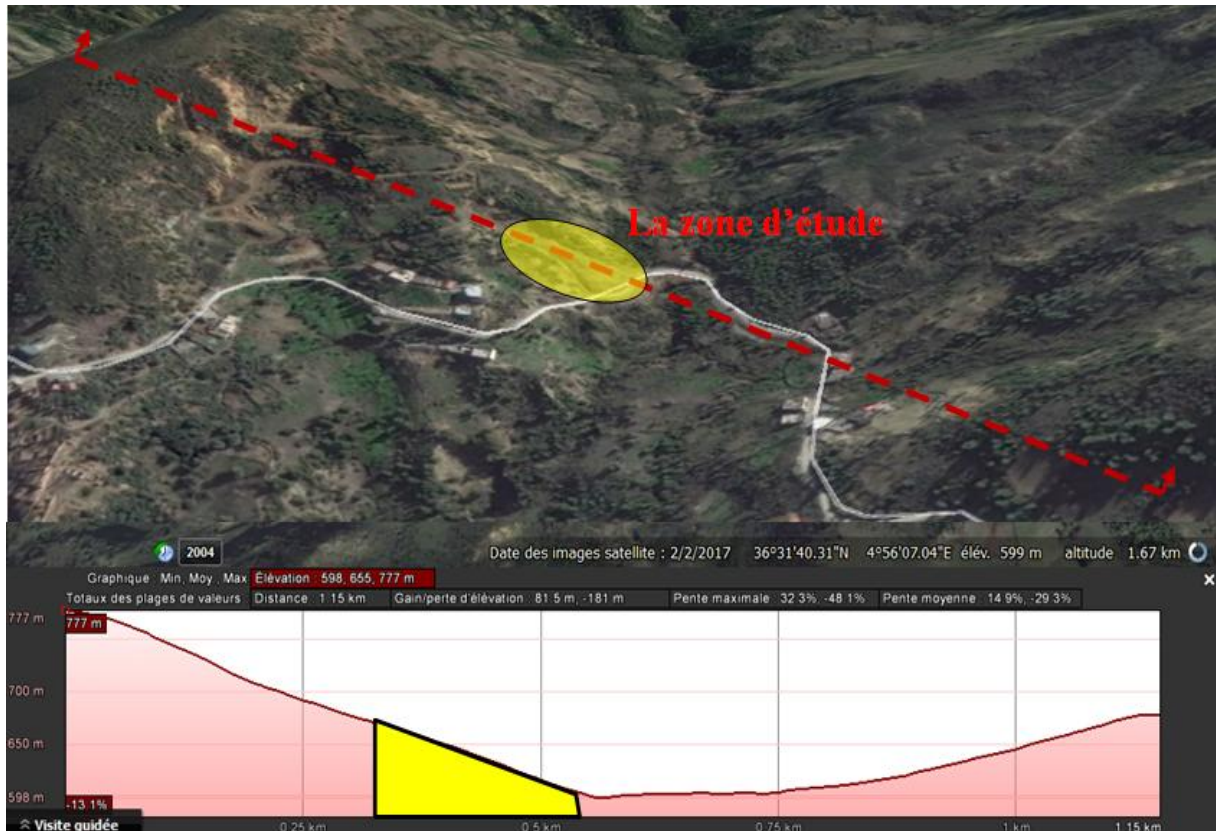 La zone d'étude
2004 Date des images satellite : 2/2/2017 36°31'40.31"N 4°56'07.04"E élév. 599 m altitude 1.67 km
Graphique : Min, Moy , Max Élévation : 598, 655, 777 m
Totaux des plages de valeurs Distance : 1.15 km Gain/perte d'élévation : 81.5 m, -181 m Pente maximale : 32.3%, -48.1% Pente moyenne : 14.9%, -29.3%
777 m 777 m
700 m
650 m
598 m -13.1%
Visite guidée 0.25 km 0.5 km 0.75 km 1 km 1.15 km